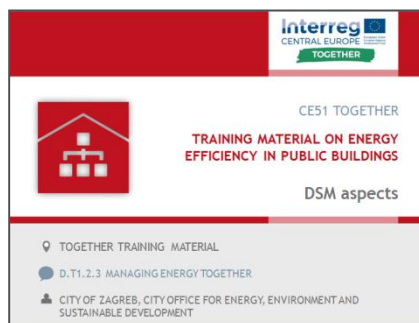 Interreg
CENTRAL EUROPE
TOGETHER
CE51 TOGETHER
TRAINING MATERIAL ON ENERGY
EFFICIENCY IN PUBLIC BUILDINGS
DSM aspects
TOGETHER TRAINING MATERIAL
D.T1.2.3 MANAGING ENERGY TOGETHER
CITY OF ZAGREB, CITY OFFICE FOR ENERGY, ENVIRONMENT AND
SUSTAINABLE DEVELOPMENT